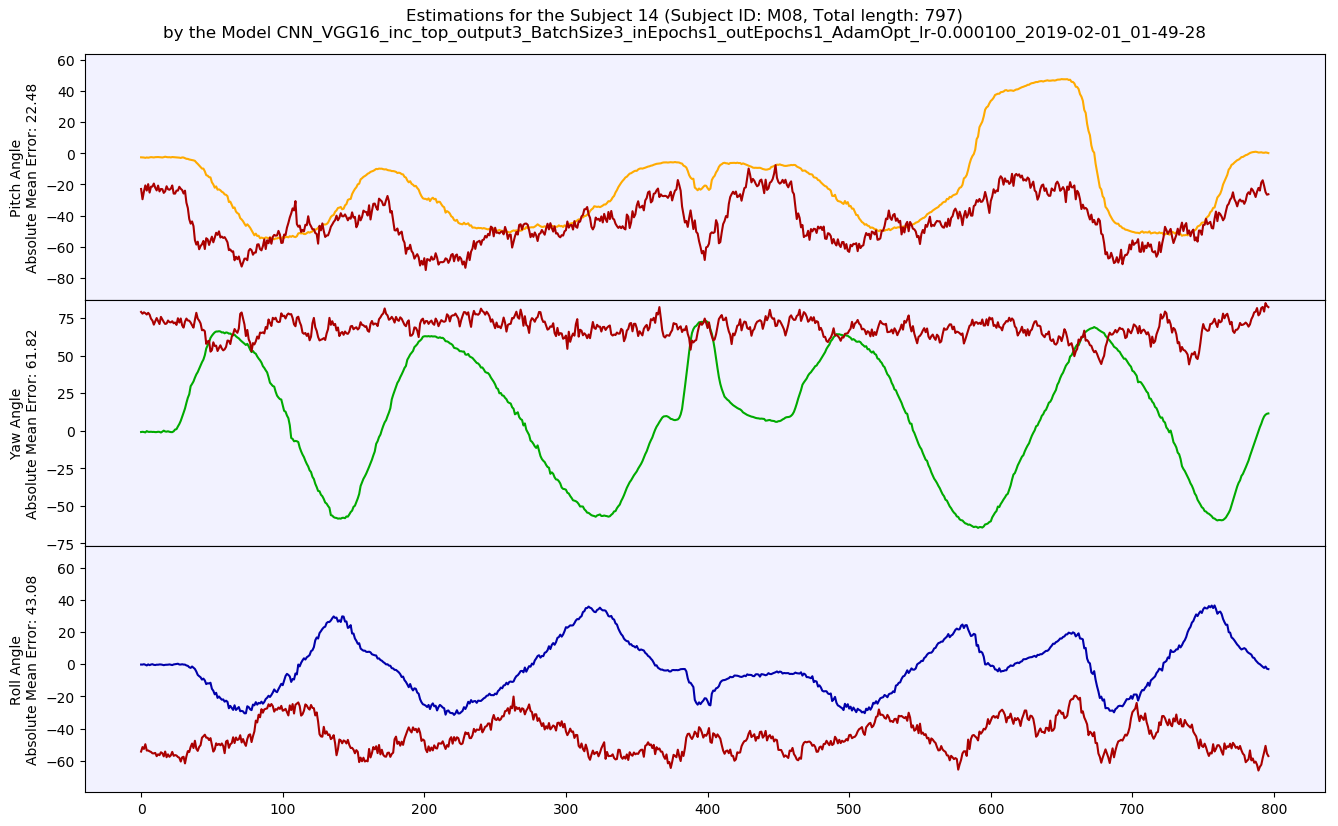 Estimations for the Subject 14 (Subject ID: M08, Total length: 797)
by the Model CNN_VGG16_inc_top_output3_BatchSize3_inEpochs1_outEpochs1_AdamOpt_lr-0.000100_2019-02-01_01-49-28
Pitch Angle
Absolute Mean Error: 22.48
60
40
20
0
−20
−40
−60
−80
Yaw Angle
Absolute Mean Error: 61.82
75
50
25
0
−25
−50
−75
Roll Angle
Absolute Mean Error: 43.08
60
40
20
0
−20
−40
−60
0 100 200 300 400 500 600 700 800